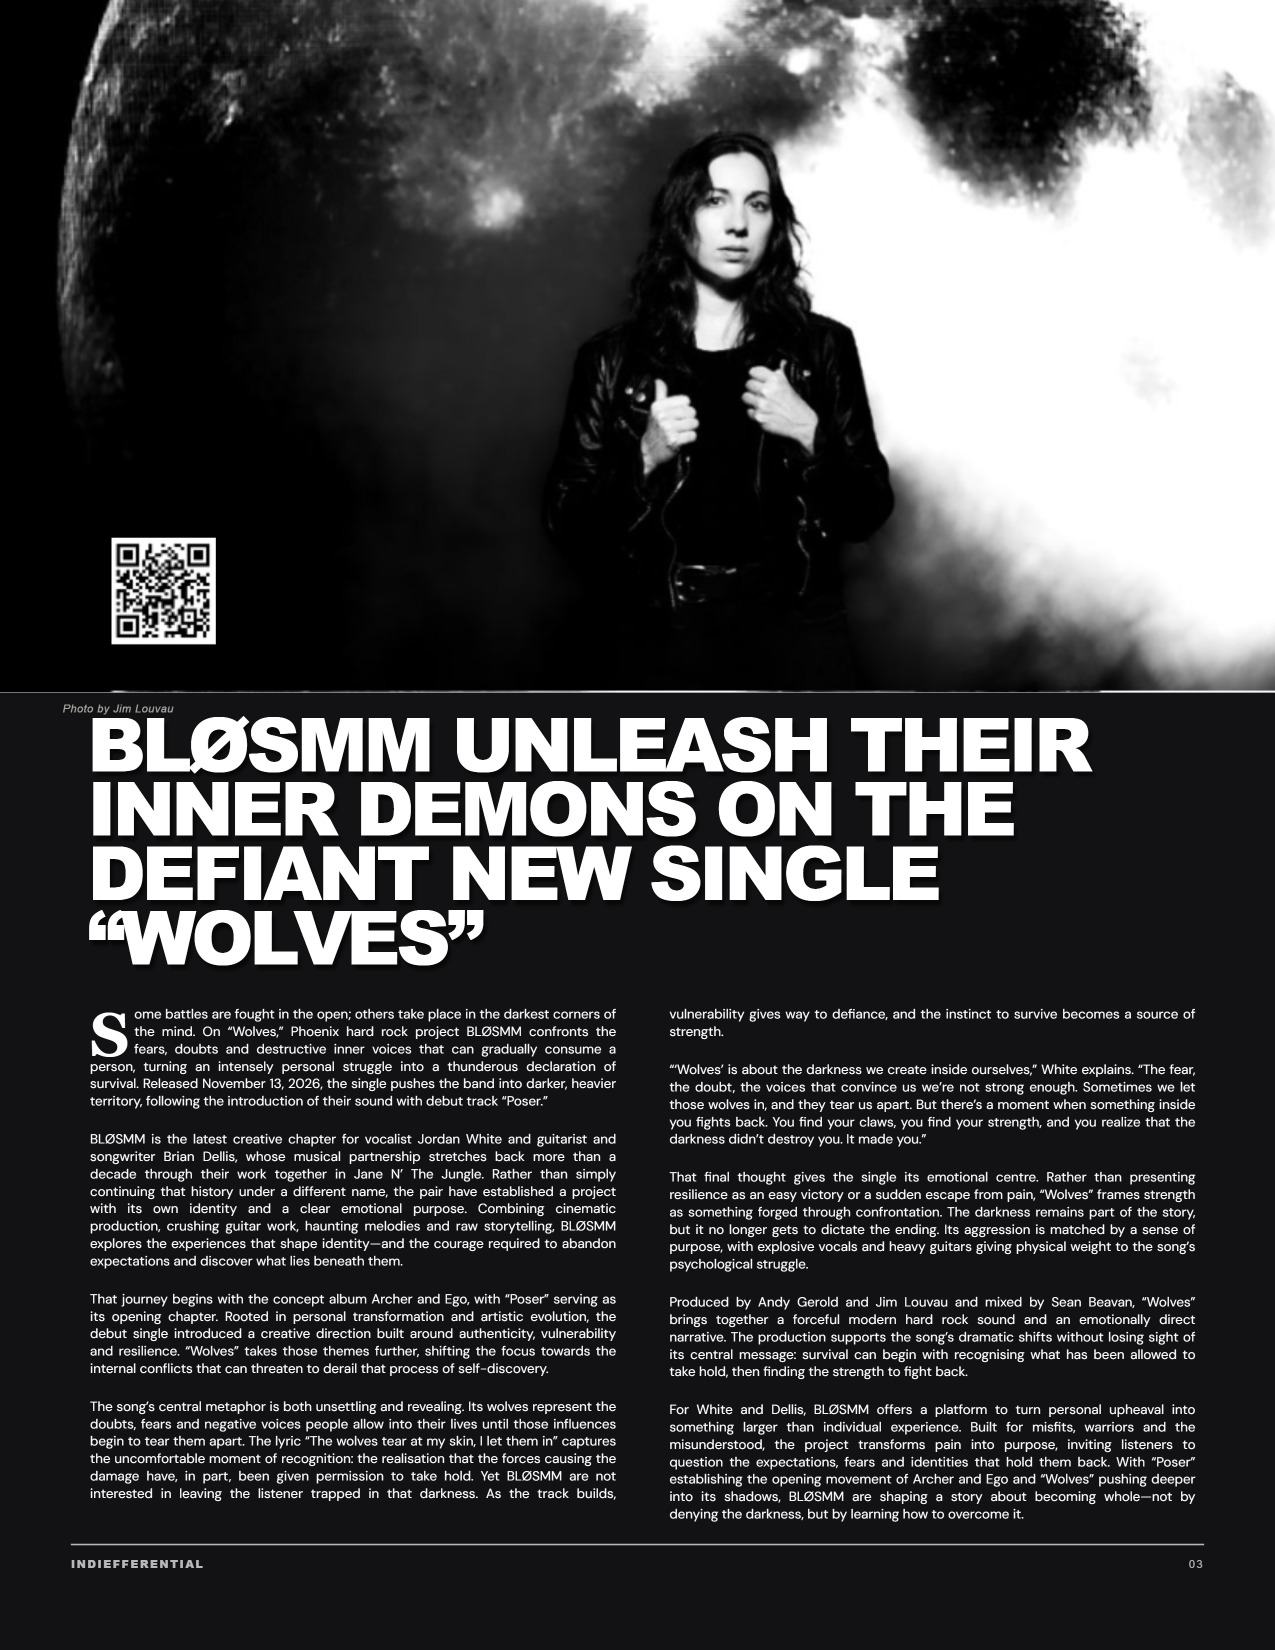 Photo by Jim Louvau
BLØSMM UNLEASH THEIR
INNER DEMONS ON THE
DEFIANT NEW SINGLE
“WOLVES”
Some battles are fought in the open; others take place in the darkest corners of
the mind. On “Wolves,” Phoenix hard rock project BLØSMM confronts the
fears, doubts and destructive inner voices that can gradually consume a
person, turning an intensely personal struggle into a thunderous declaration of
survival. Released November 13, 2026, the single pushes the band into darker, heavier
territory, following the introduction of their sound with debut track “Poser.”
BLØSMM is the latest creative chapter for vocalist Jordan White and guitarist and
songwriter Brian Dellis, whose musical partnership stretches back more than a
decade through their work together in Jane N’ The Jungle. Rather than simply
continuing that history under a different name, the pair have established a project
with its own identity and a clear emotional purpose. Combining cinematic
production, crushing guitar work, haunting melodies and raw storytelling, BLØSMM
explores the experiences that shape identity—and the courage required to abandon
expectations and discover what lies beneath them.
That journey begins with the concept album Archer and Ego, with “Poser” serving as
its opening chapter. Rooted in personal transformation and artistic evolution, the
debut single introduced a creative direction built around authenticity, vulnerability
and resilience. “Wolves” takes those themes further, shifting the focus towards the
internal conflicts that can threaten to derail that process of self-discovery.
The song’s central metaphor is both unsettling and revealing. Its wolves represent the
doubts, fears and negative voices people allow into their lives until those influences
begin to tear them apart. The lyric “The wolves tear at my skin, I let them in” captures
the uncomfortable moment of recognition: the realisation that the forces causing the
damage have, in part, been given permission to take hold. Yet BLØSMM are not
interested in leaving the listener trapped in that darkness. As the track builds,
vulnerability gives way to defiance, and the instinct to survive becomes a source of
strength.
“‘Wolves’ is about the darkness we create inside ourselves,” White explains. “The fear,
the doubt, the voices that convince us we’re not strong enough. Sometimes we let
those wolves in, and they tear us apart. But there’s a moment when something inside
you fights back. You find your claws, you find your strength, and you realize that the
darkness didn’t destroy you. It made you.”
That final thought gives the single its emotional centre. Rather than presenting
resilience as an easy victory or a sudden escape from pain, “Wolves” frames strength
as something forged through confrontation. The darkness remains part of the story,
but it no longer gets to dictate the ending. Its aggression is matched by a sense of
purpose, with explosive vocals and heavy guitars giving physical weight to the song’s
psychological struggle.
Produced by Andy Gerold and Jim Louvau and mixed by Sean Beavan, “Wolves”
brings together a forceful modern hard rock sound and an emotionally direct
narrative. The production supports the song’s dramatic shifts without losing sight of
its central message: survival can begin with recognising what has been allowed to
take hold, then finding the strength to fight back.
For White and Dellis, BLØSMM offers a platform to turn personal upheaval into
something larger than individual experience. Built for misfits, warriors and the
misunderstood, the project transforms pain into purpose, inviting listeners to
question the expectations, fears and identities that hold them back. With “Poser”
establishing the opening movement of Archer and Ego and “Wolves” pushing deeper
into its shadows, BLØSMM are shaping a story about becoming whole—not by
denying the darkness, but by learning how to overcome it.
INDIEFFERENTIAL
03